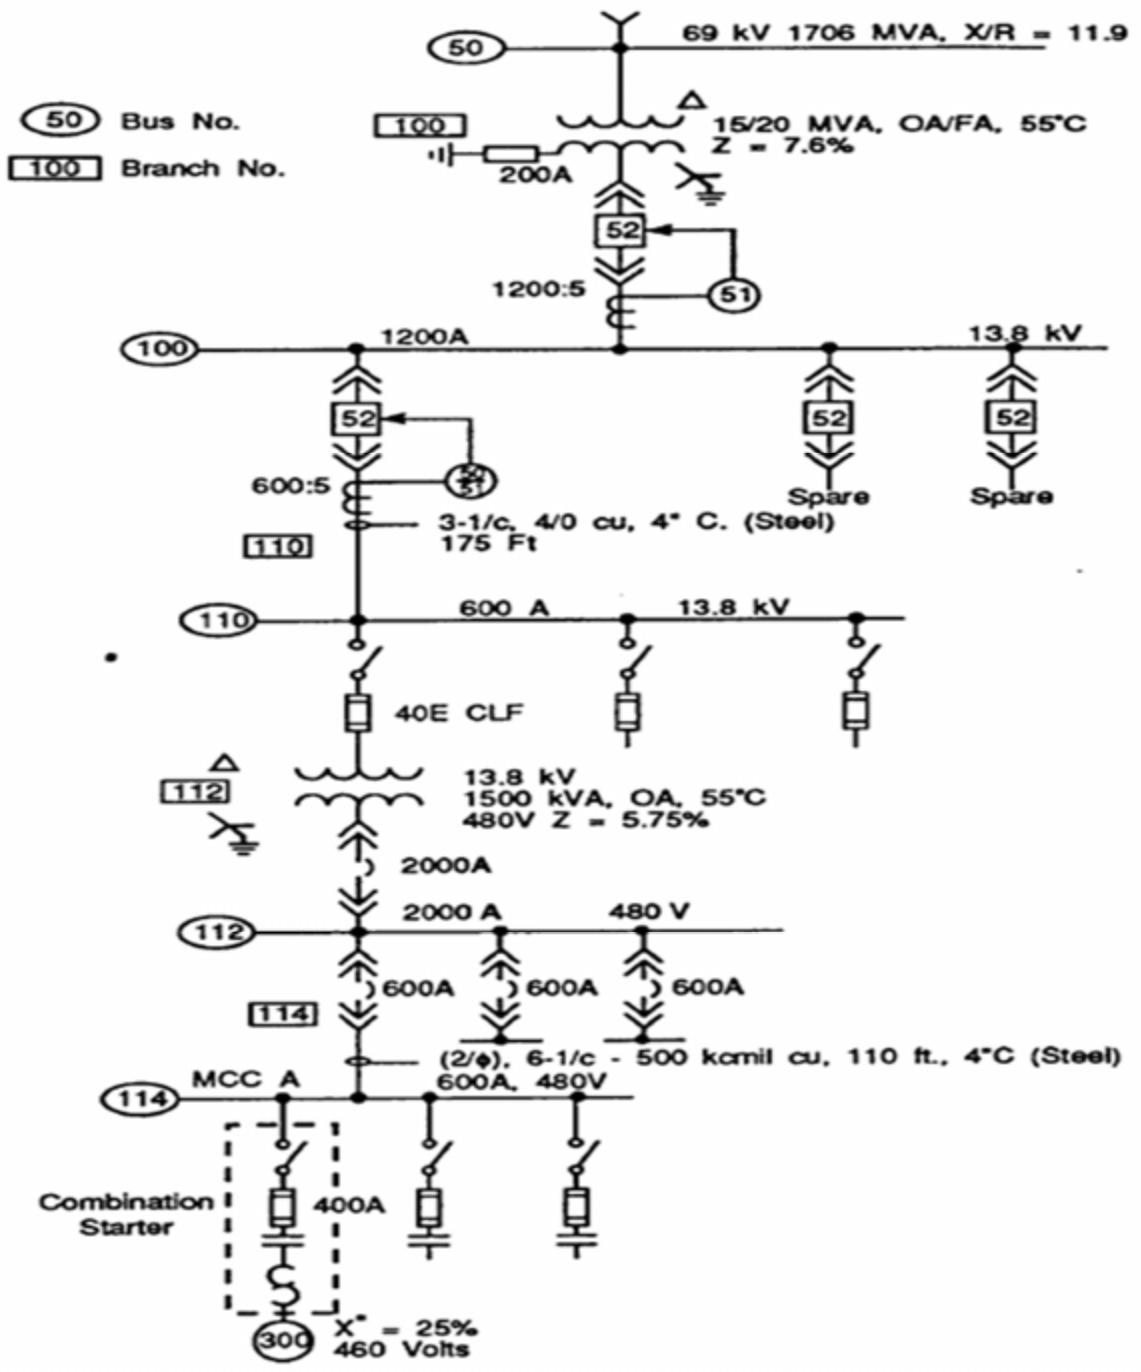 50
69 kV 1706 MVA, X/R = 11.9
50 Bus No.
100 Branch No.
100
15/20 MVA, OA/FA, 55°C
Z = 7.6%
200A
52
1200:5
51
100
1200A
13.8 kV
52
52
52
600:5
50
51
Spare
Spare
3-1/c, 4/0 cu, 4" C. (Steel)
175 Ft
110
110
600 A
13.8 kV
40E CLF
112
13.8 kV
1500 kVA, OA, 55°C
480V Z = 5.75%
2000A
112
2000 A
480 V
600A
600A
600A
114
(2/ϕ), 6-1/c - 500 kcmil cu, 110 ft., 4"C (Steel)
600A, 480V
MCC A
114
Combination
Starter
400A
300
X" = 25%
460 Volts